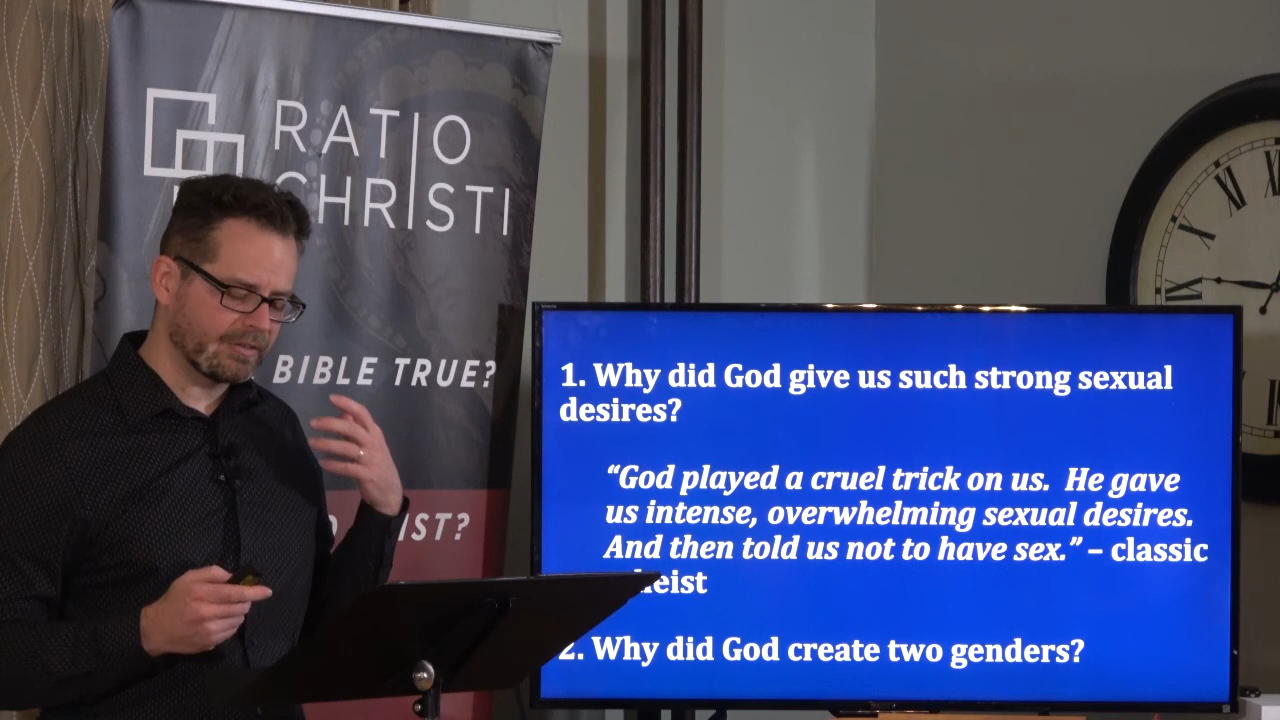 RATIO
CHRISTI
BIBLE TRUE?
IST?
1. Why did God give us such strong sexual
desires?
“God played a cruel trick on us. He gave
us intense, overwhelming sexual desires.
And then told us not to have sex.” – classic
heist
2. Why did God create two genders?
X
IX